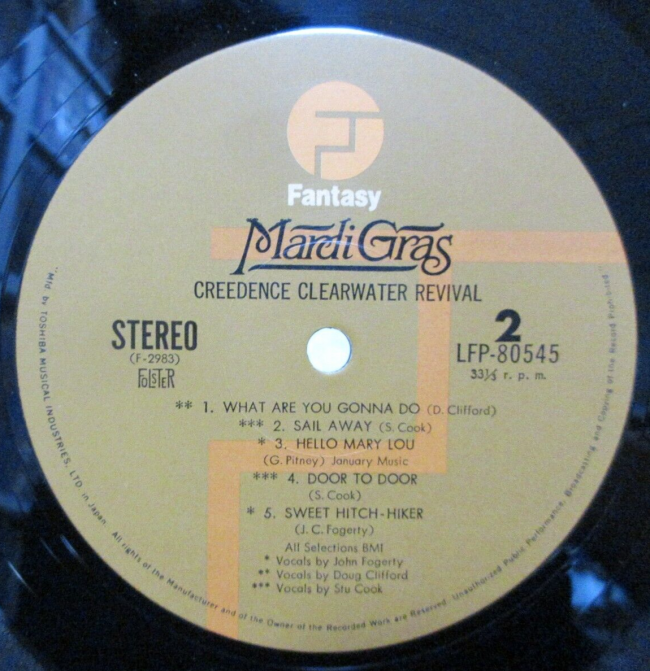 Fantasy
Mardi Gras
CREEDENCE CLEARWATER REVIVAL
STEREO
(F-2983)
FOLSTER
2
LFP-80545
33⅓ r. p. m.
** 1. WHAT ARE YOU GONNA DO (D. Clifford)
*** 2. SAIL AWAY (S. Cook)
* 3. HELLO MARY LOU
(G. Pitney) January Music
*** 4. DOOR TO DOOR
(S. Cook)
* 5. SWEET HITCH-HIKER
(J. C. Fogerty)
All Selections BMI
* Vocals by John Fogerty
** Vocals by Doug Clifford
*** Vocals by Stu Cook
"Mfd. by TOSHIBA MUSICAL INDUSTRIES, LTD. in Japan. All rights of the Manufacturer and of the Owner of the Recorded Work are Reserved. Unauthorized Public Performance, Broadcasting and Copying of the Record Prohibited."